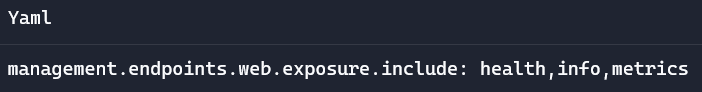 Yaml
management.endpoints.web.exposure.include: health,info,metrics